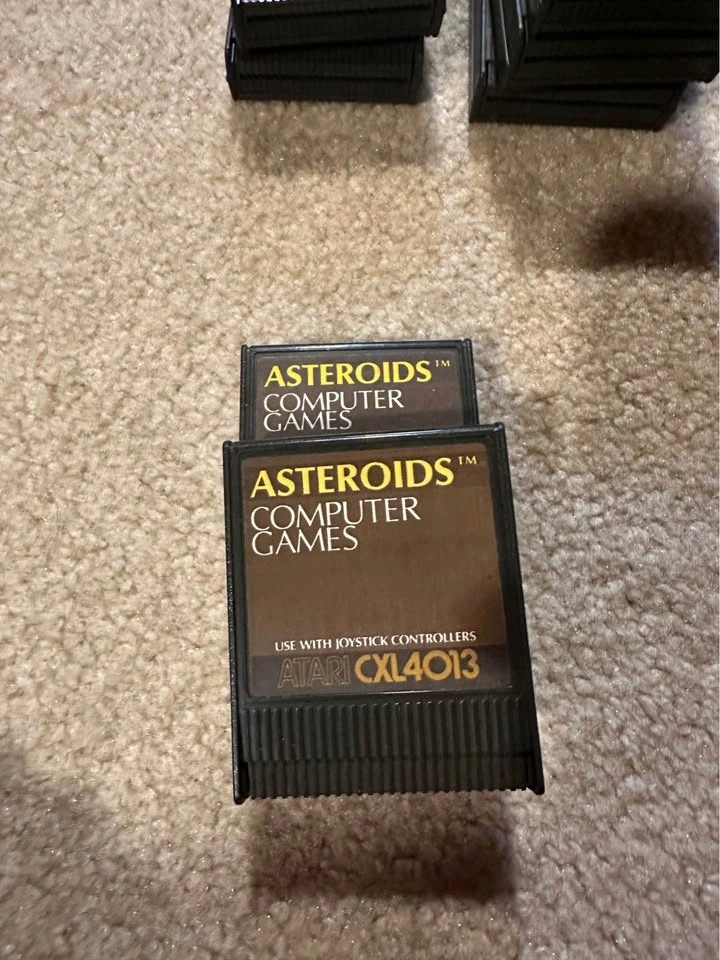 ASTEROIDS™
COMPUTER
GAMES
ASTEROIDS™
COMPUTER
GAMES
USE WITH JOYSTICK CONTROLLERS
ATARI CXL4013